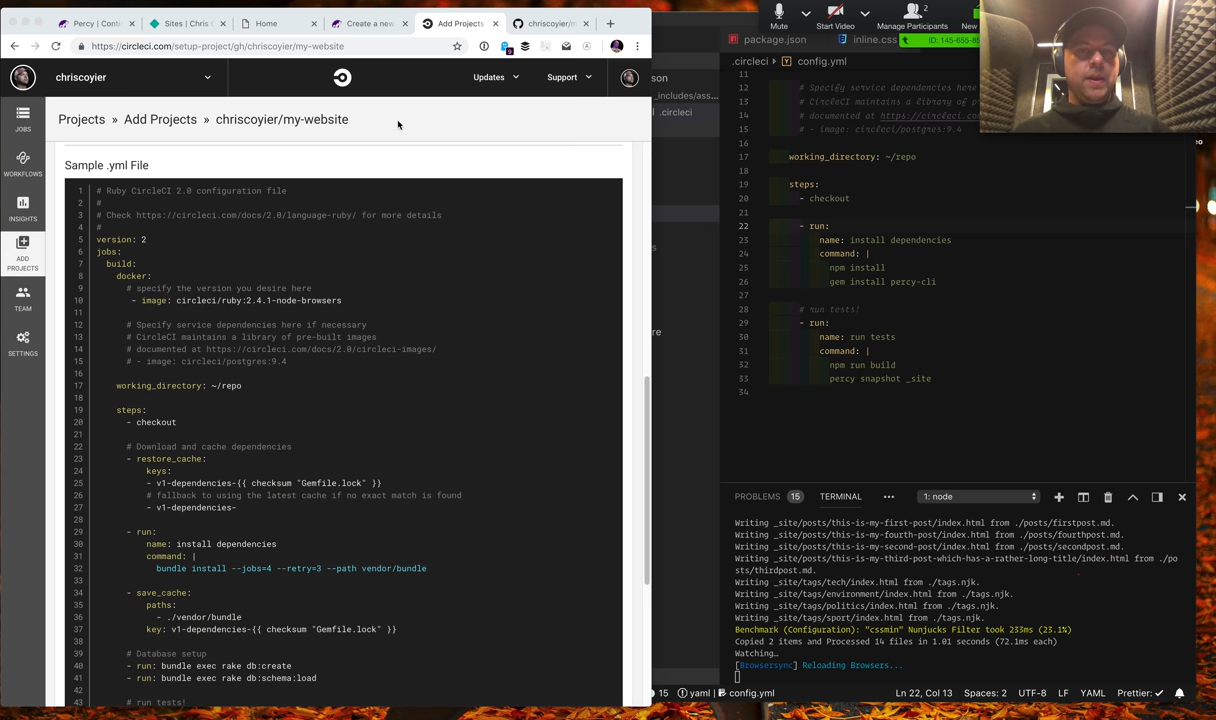 Percy | Conti
Sites | Chris C
Home
Create a new
Add Projects
chriscoyier/m
https://circleci.com/setup-project/gh/chriscoyier/my-website
chriscoyier
Updates
Support
JOBS
WORKFLOWS
INSIGHTS
ADD
PROJECTS
TEAM
SETTINGS
Projects » Add Projects » chriscoyier/my-website
Sample .yml File
1 # Ruby CircleCI 2.0 configuration file
2 #
3 # Check https://circleci.com/docs/2.0/language-ruby/ for more details
4 #
5 version: 2
6 jobs:
7 build:
8 docker:
9 # specify the version you desire here
10 - image: circleci/ruby:2.4.1-node-browsers
11
12 # Specify service dependencies here if necessary
13 # CircleCI maintains a library of pre-built images
14 # documented at https://circleci.com/docs/2.0/circleci-images/
15 # - image: circleci/postgres:9.4
16
17 working_directory: ~/repo
18
19 steps:
20 - checkout
21
22 # Download and cache dependencies
23 - restore_cache:
24 keys:
25 - v1-dependencies-{{ checksum "Gemfile.lock" }}
26 # fallback to using the latest cache if no exact match is found
27 - v1-dependencies-
28
29 - run:
30 name: install dependencies
31 command: |
32 bundle install --jobs=4 --retry=3 --path vendor/bundle
33
34 - save_cache:
35 paths:
36 - ./vendor/bundle
37 key: v1-dependencies-{{ checksum "Gemfile.lock" }}
38
39 # Database setup
40 - run: bundle exec rake db:create
41 - run: bundle exec rake db:schema:load
42
43 # run tests!
Mute
Start Video
2
Manage Participants
New
package.json
inline.css
ID: 145-655-85
son
_includes/ass...
.circleci
re
.circleci › config.yml
11
12 # Specify service dependencies here
13 # CircleCI maintains a library of p
14 # documented at https://circleci.com
15 # - image: circleci/postgres:9.4
16
17 working_directory: ~/repo
18
19 steps:
20 - checkout
21
22 - run:
23 name: install dependencies
24 command: |
25 npm install
26 gem install percy-cli
27
28 # run tests!
29 - run:
30 name: run tests
31 command: |
32 npm run build
33 percy snapshot _site
34
PROBLEMS 15 TERMINAL ••• 1: node
Writing _site/posts/this-is-my-first-post/index.html from ./posts/firstpost.md.
Writing _site/posts/this-is-my-fourth-post/index.html from ./posts/fourthpost.md.
Writing _site/posts/this-is-my-second-post/index.html from ./posts/secondpost.md.
Writing _site/posts/this-is-my-third-post-which-has-a-rather-long-title/index.html from ./po
sts/thirdpost.md.
Writing _site/tags/tech/index.html from ./tags.njk.
Writing _site/tags/environment/index.html from ./tags.njk.
Writing _site/tags/politics/index.html from ./tags.njk.
Writing _site/tags/sport/index.html from ./tags.njk.
Benchmark (Configuration): "cssmin" Nunjucks Filter took 233ms (23.1%)
Copied 2 items and Processed 14 files in 1.01 seconds (72.1ms each)
Watching…
[Browsersync] Reloading Browsers...
15 yaml | config.yml Ln 22, Col 13 Spaces: 2 UTF-8 LF YAML Prettier: ✓